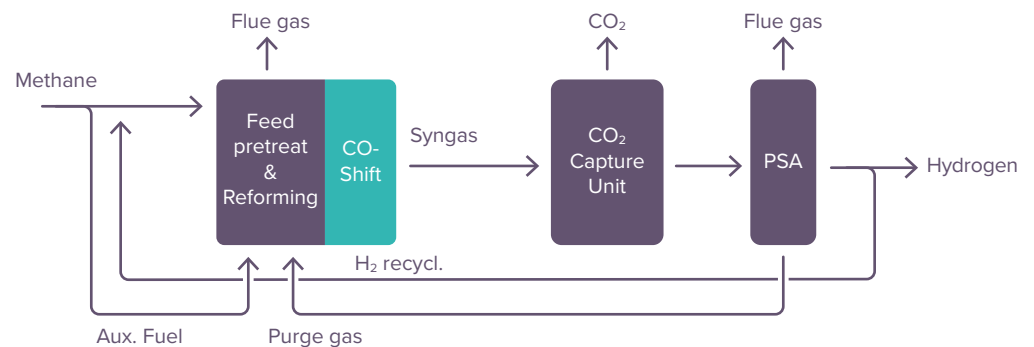 Flue gas
CO₂
Flue gas
Methane
Feed
pretreat
&
Reforming
CO-
Shift
Syngas
CO₂
Capture
Unit
PSA
Hydrogen
H₂ recycl.
Aux. Fuel
Purge gas